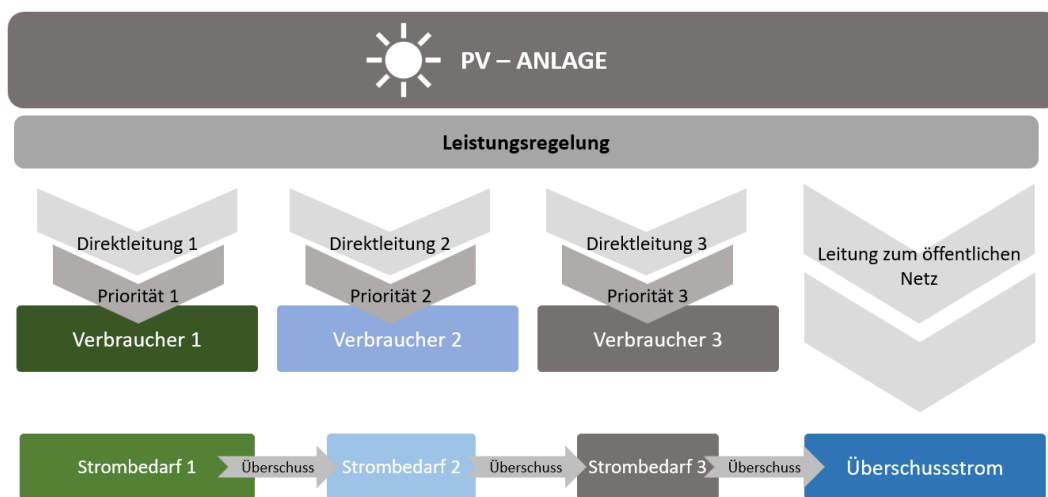 PV – ANLAGE
Leistungsregelung
Direktleitung 1
Direktleitung 2
Direktleitung 3
Leitung zum öffentlichen
Netz
Priorität 1
Priorität 2
Priorität 3
Verbraucher 1
Verbraucher 2
Verbraucher 3
Strombedarf 1
Überschuss
Strombedarf 2
Überschuss
Strombedarf 3
Überschuss
Überschussstrom